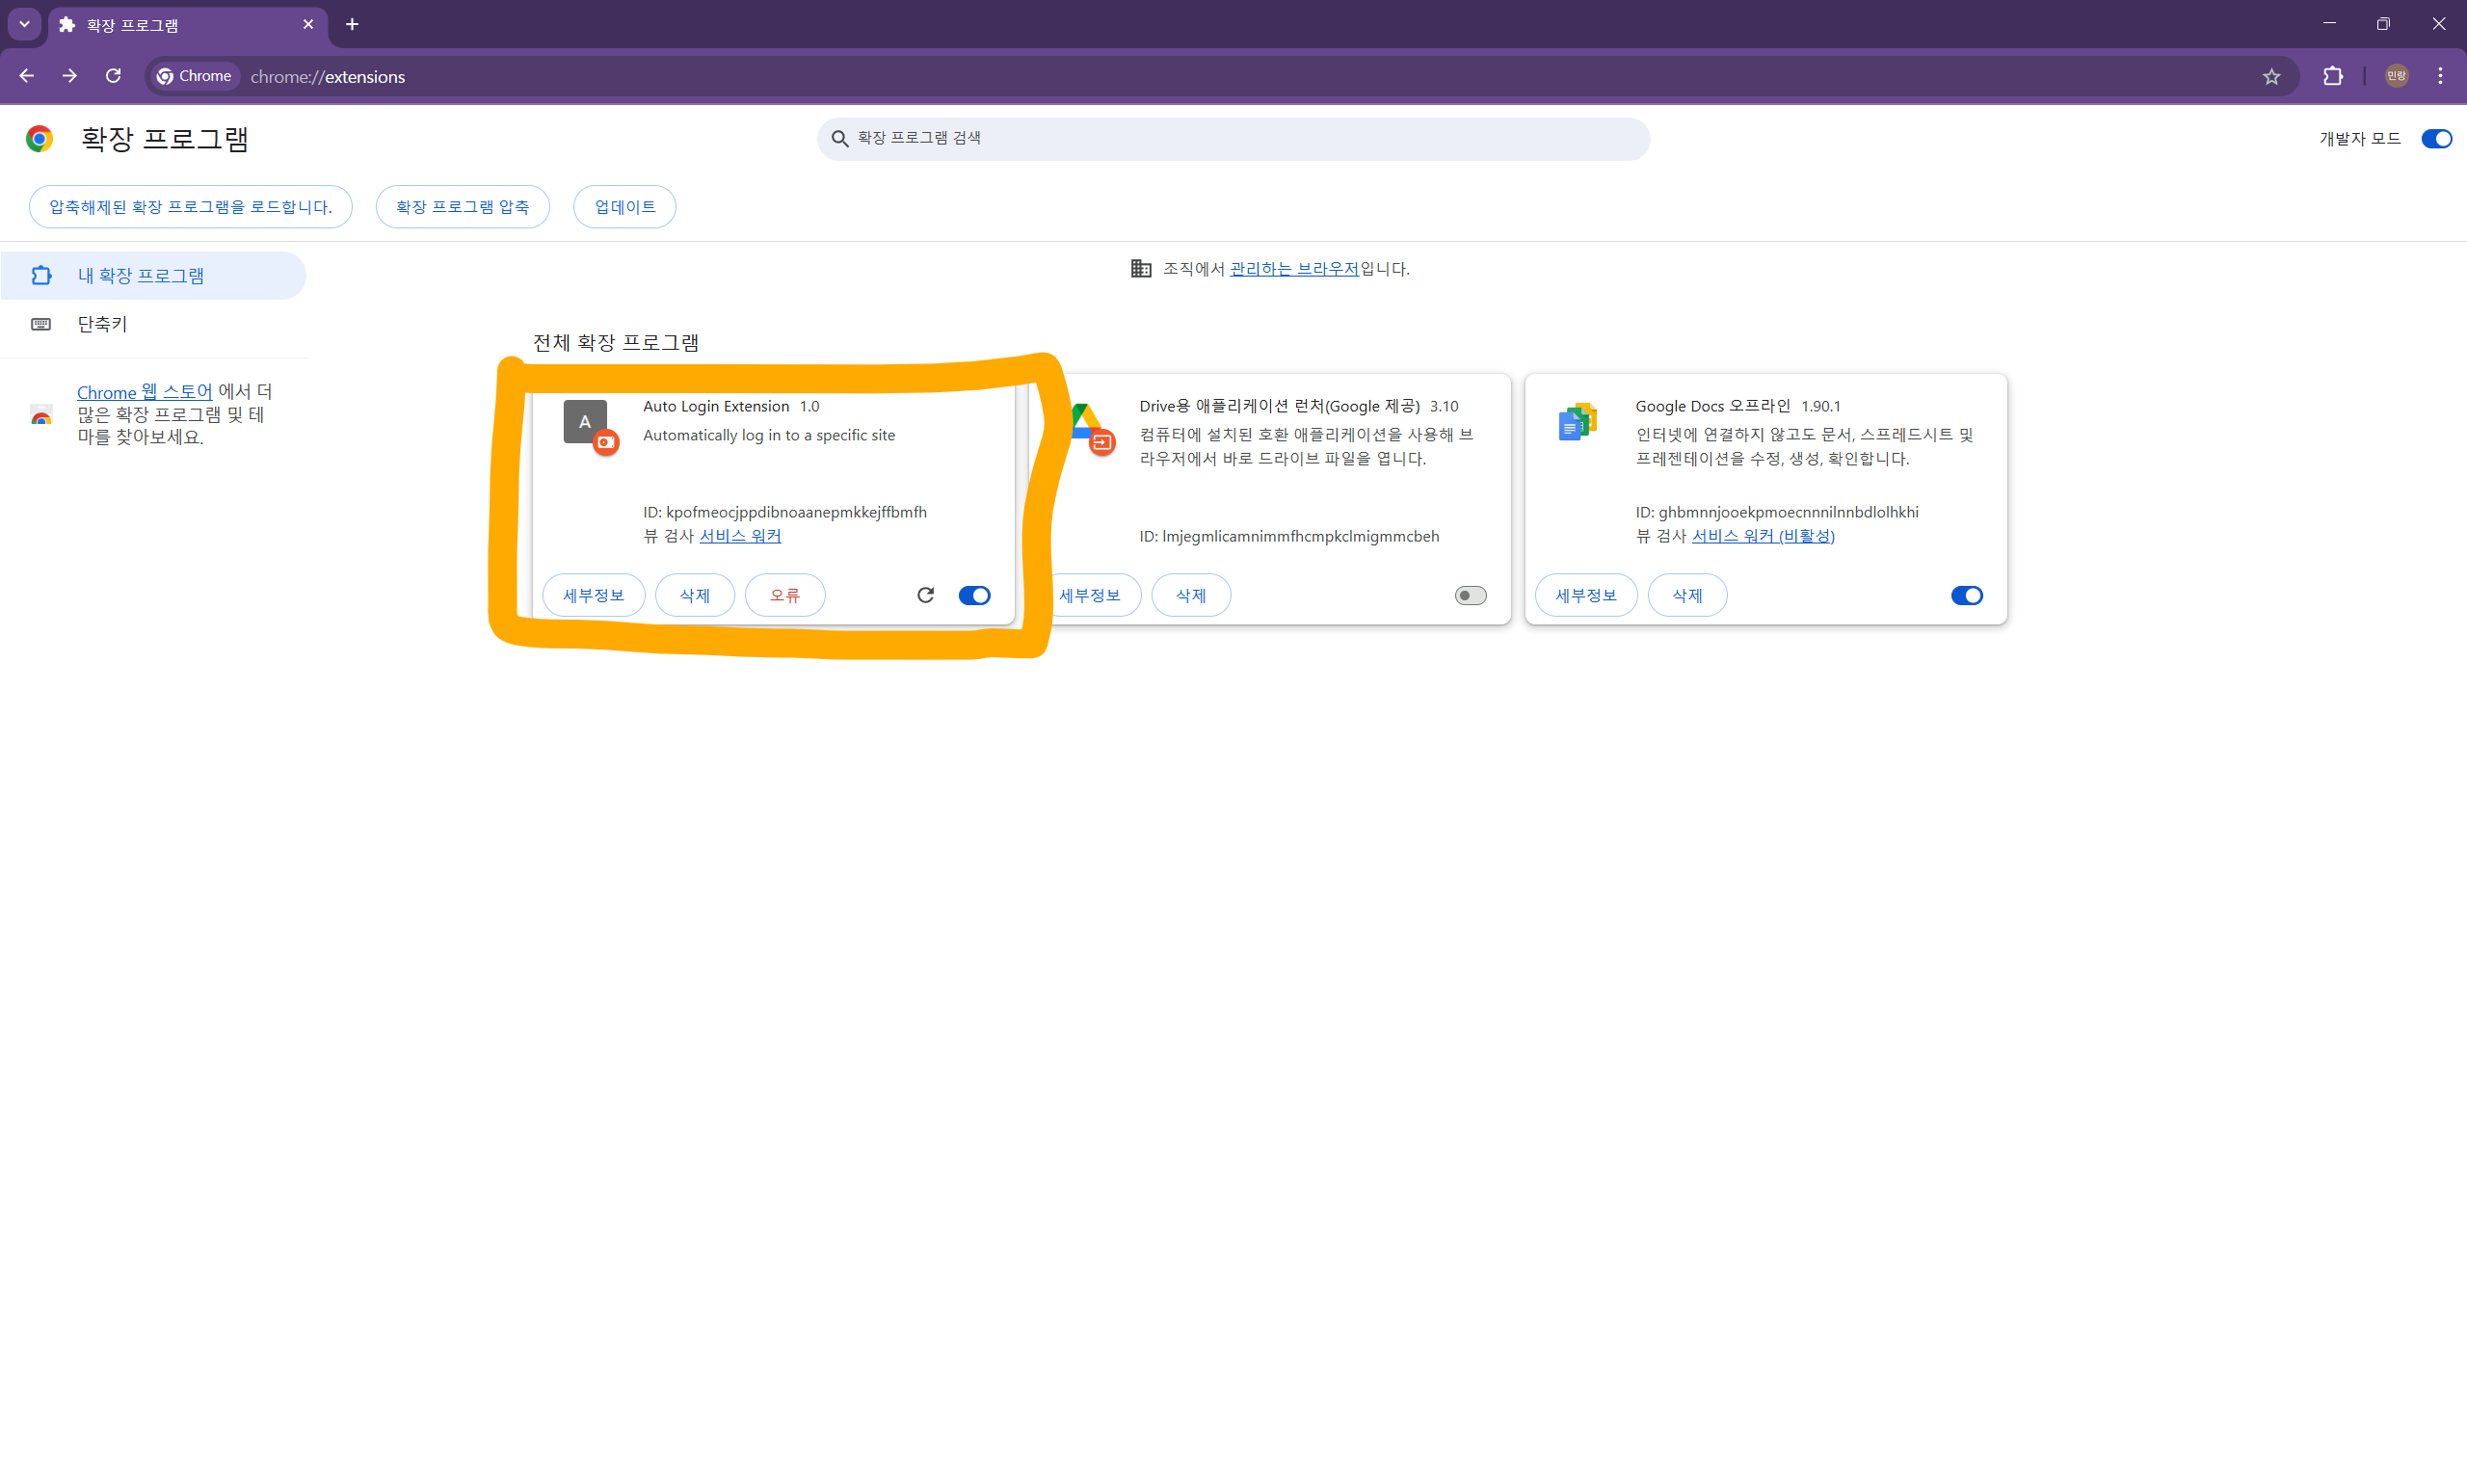 확장 프로그램
Chrome chrome://extensions
민랑
확장 프로그램
확장 프로그램 검색
개발자 모드
압축해제된 확장 프로그램을 로드합니다.
확장 프로그램 압축
업데이트
내 확장 프로그램
단축키
Chrome 웹 스토어 에서 더
많은 확장 프로그램 및 테
마를 찾아보세요.
조직에서 관리하는 브라우저입니다.
전체 확장 프로그램
A
Auto Login Extension 1.0
Automatically log in to a specific site
ID: kpofmeocjppdibnoaanepmkkejffbmfh
뷰 검사 서비스 워커
세부정보
삭제
오류
Drive용 애플리케이션 런처(Google 제공) 3.10
컴퓨터에 설치된 호환 애플리케이션을 사용해 브
라우저에서 바로 드라이브 파일을 엽니다.
ID: lmjegmlicamnimmfhcmpkclmigmmcbeh
세부정보
삭제
Google Docs 오프라인 1.90.1
인터넷에 연결하지 않고도 문서, 스프레드시트 및
프레젠테이션을 수정, 생성, 확인합니다.
ID: ghbmnnjooekpmoecnnnilnnbdlolhkhi
뷰 검사 서비스 워커 (비활성)
세부정보
삭제